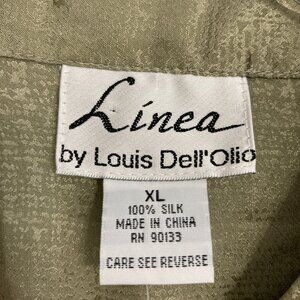 Linea
by Louis Dell'Olio
XL
100% SILK
MADE IN CHINA
RN 90133
CARE SEE REVERSE